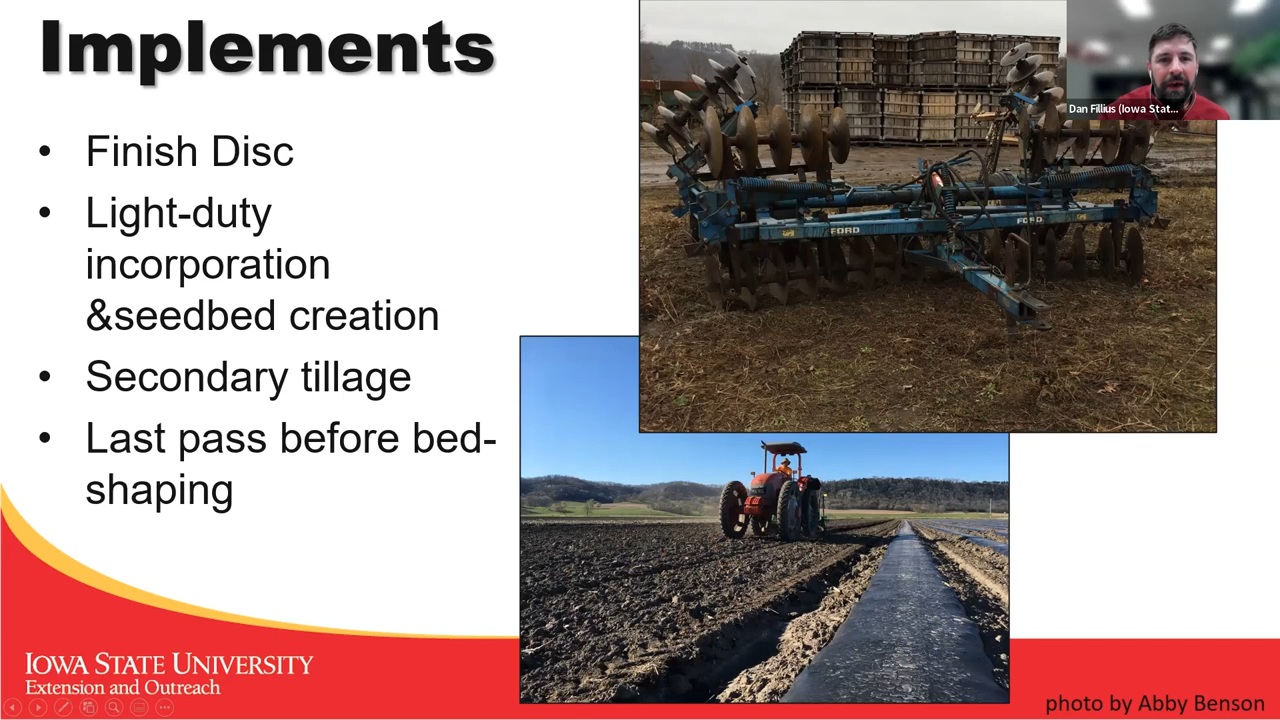 Implements
Dan Fillius (Iowa Stat...
• Finish Disc
• Light-duty
incorporation
&seedbed creation
• Secondary tillage
• Last pass before bed-
shaping
FORD
FORD
IOWA STATE UNIVERSITY
Extension and Outreach
photo by Abby Benson